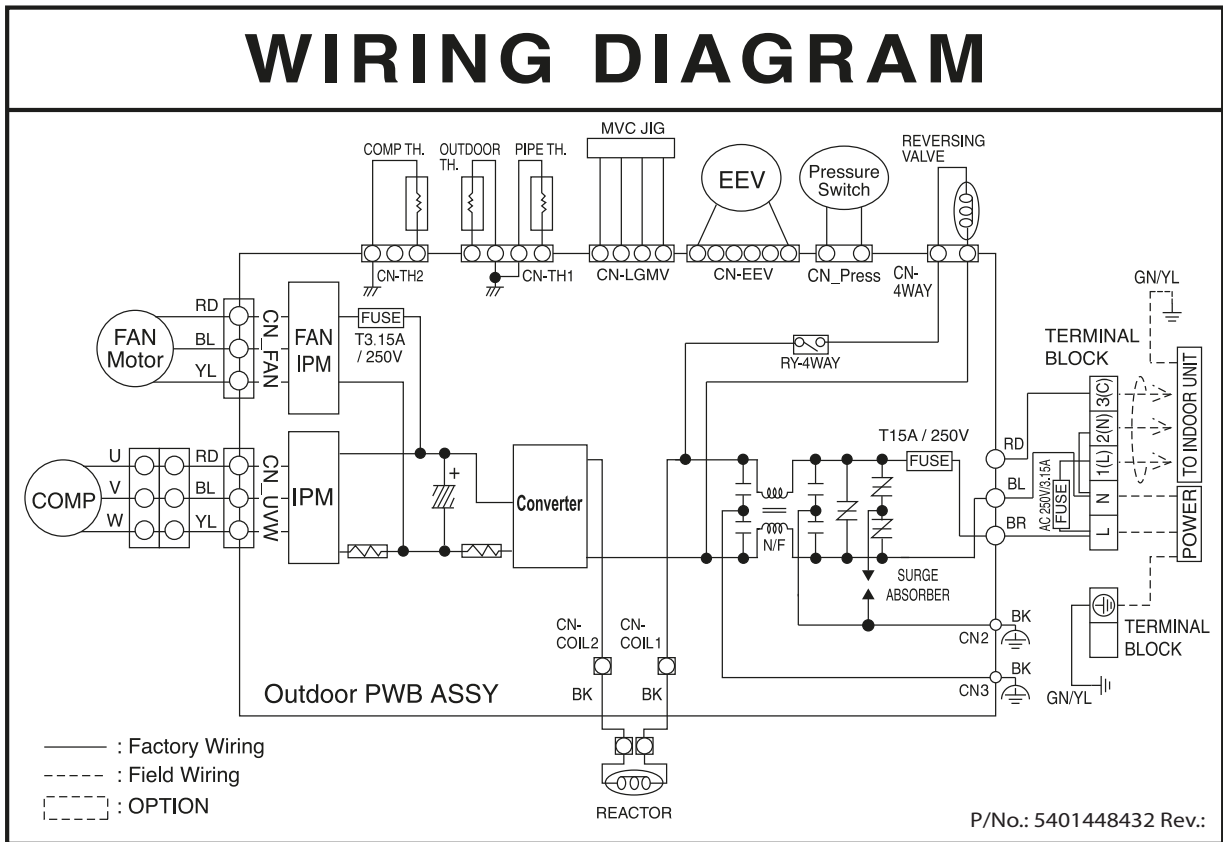 WIRING DIAGRAM
MVC JIG
REVERSING
VALVE
COMP TH.
OUTDOOR
TH.
PIPE TH.
EEV
Pressure
Switch
CN-TH2
CN-TH1
CN-LGMV
CN-EEV
CN_Press
CN-
4WAY
GN/YL
RD
BL
YL
FAN
Motor
CN_FAN
FAN
IPM
FUSE
T3.15A
/ 250V
RY-4WAY
TERMINAL
BLOCK
3(C)
2(N)
1(L)
N
L
TO INDOOR UNIT
POWER
AC 250V/3.15A
FUSE
T15A / 250V
FUSE
RD
BL
BR
U
V
W
COMP
RD
BL
YL
CN_UVW
IPM
+
Converter
N/F
SURGE
ABSORBER
CN-
COIL2
CN-
COIL1
BK
BK
CN2
BK
CN3
BK
TERMINAL
BLOCK
GN/YL
Outdoor PWB ASSY
: Factory Wiring
: Field Wiring
: OPTION
REACTOR
P/No.: 5401448432 Rev.: